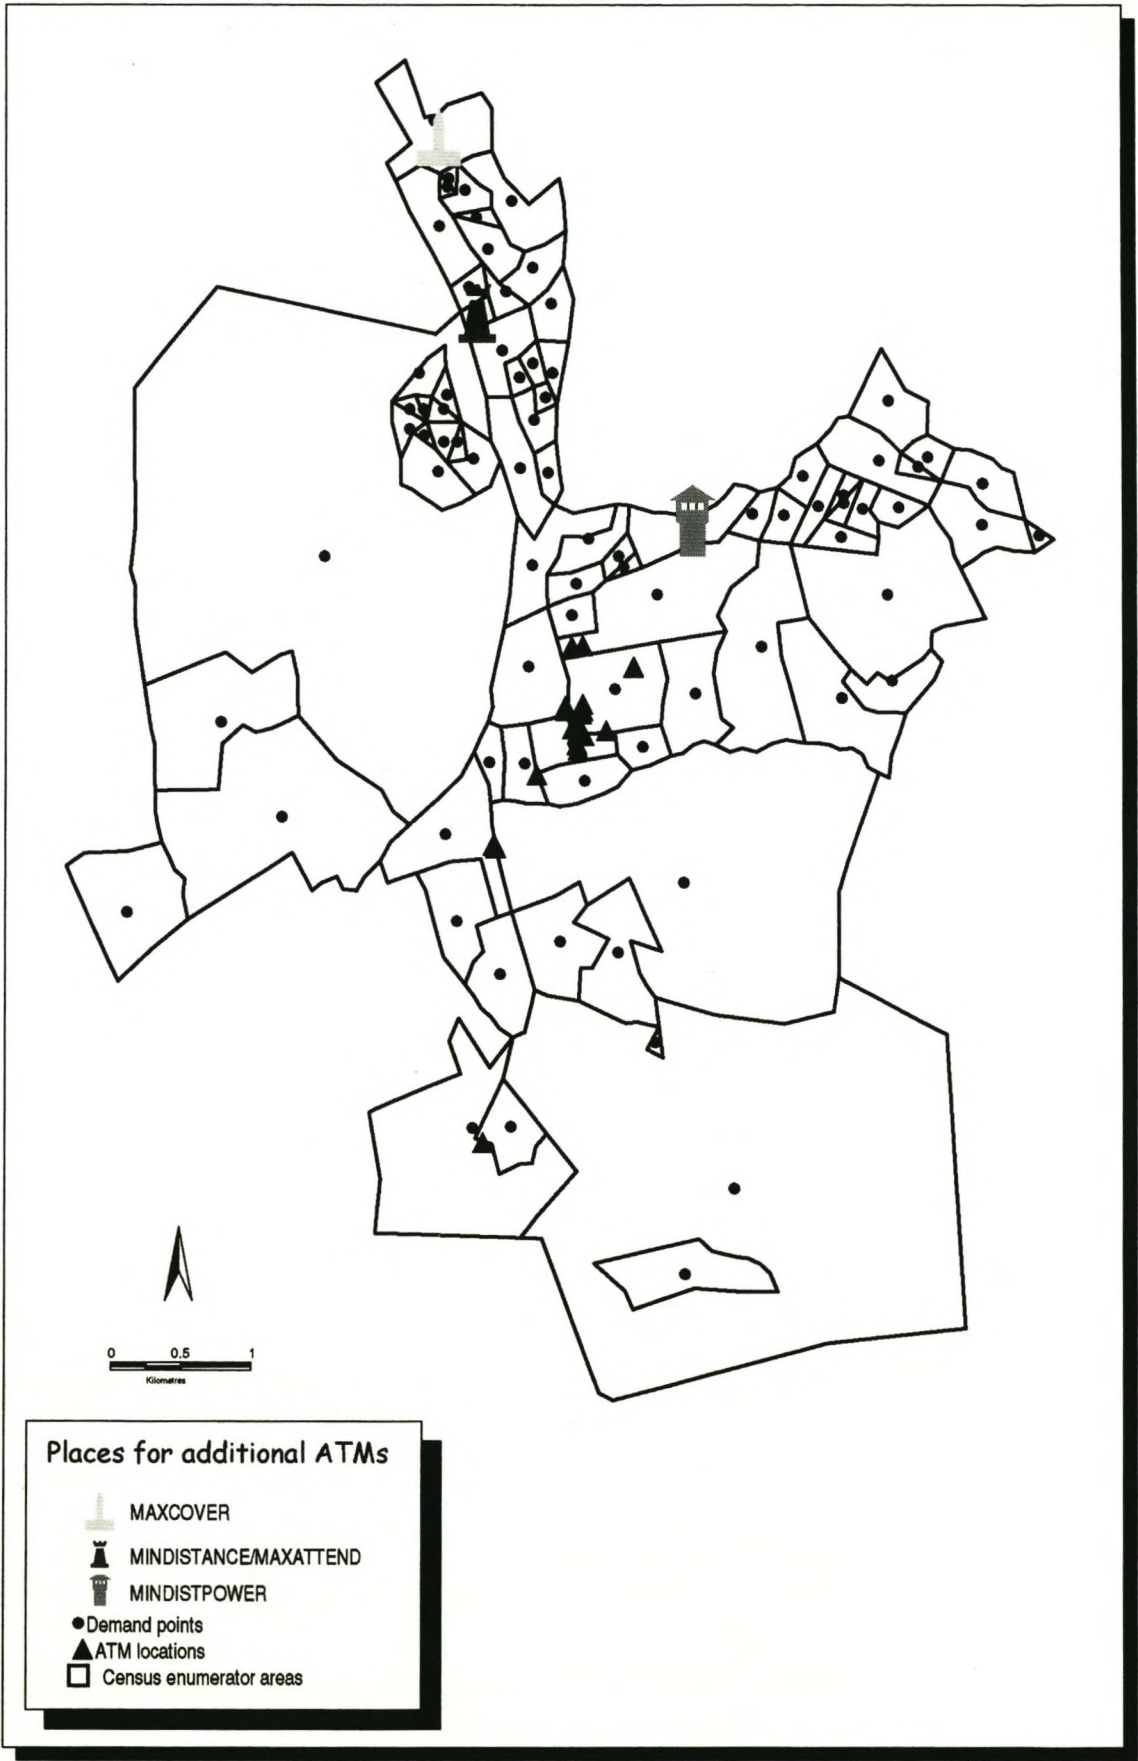 0 0.5 1
Kilometres
Places for additional ATMs
MAXCOVER
MINDISTANCE/MAXATTEND
MINDISTPOWER
Demand points
ATM locations
Census enumerator areas